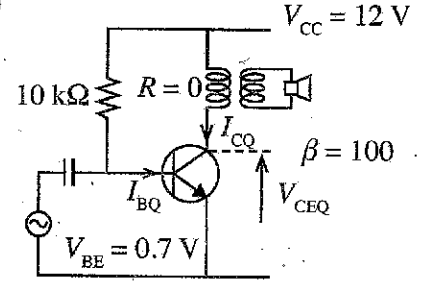 V_CC = 12 V
10 kΩ
R = 0
I_CQ
β = 100
I_BQ
V_CEQ
V_BE = 0.7 V